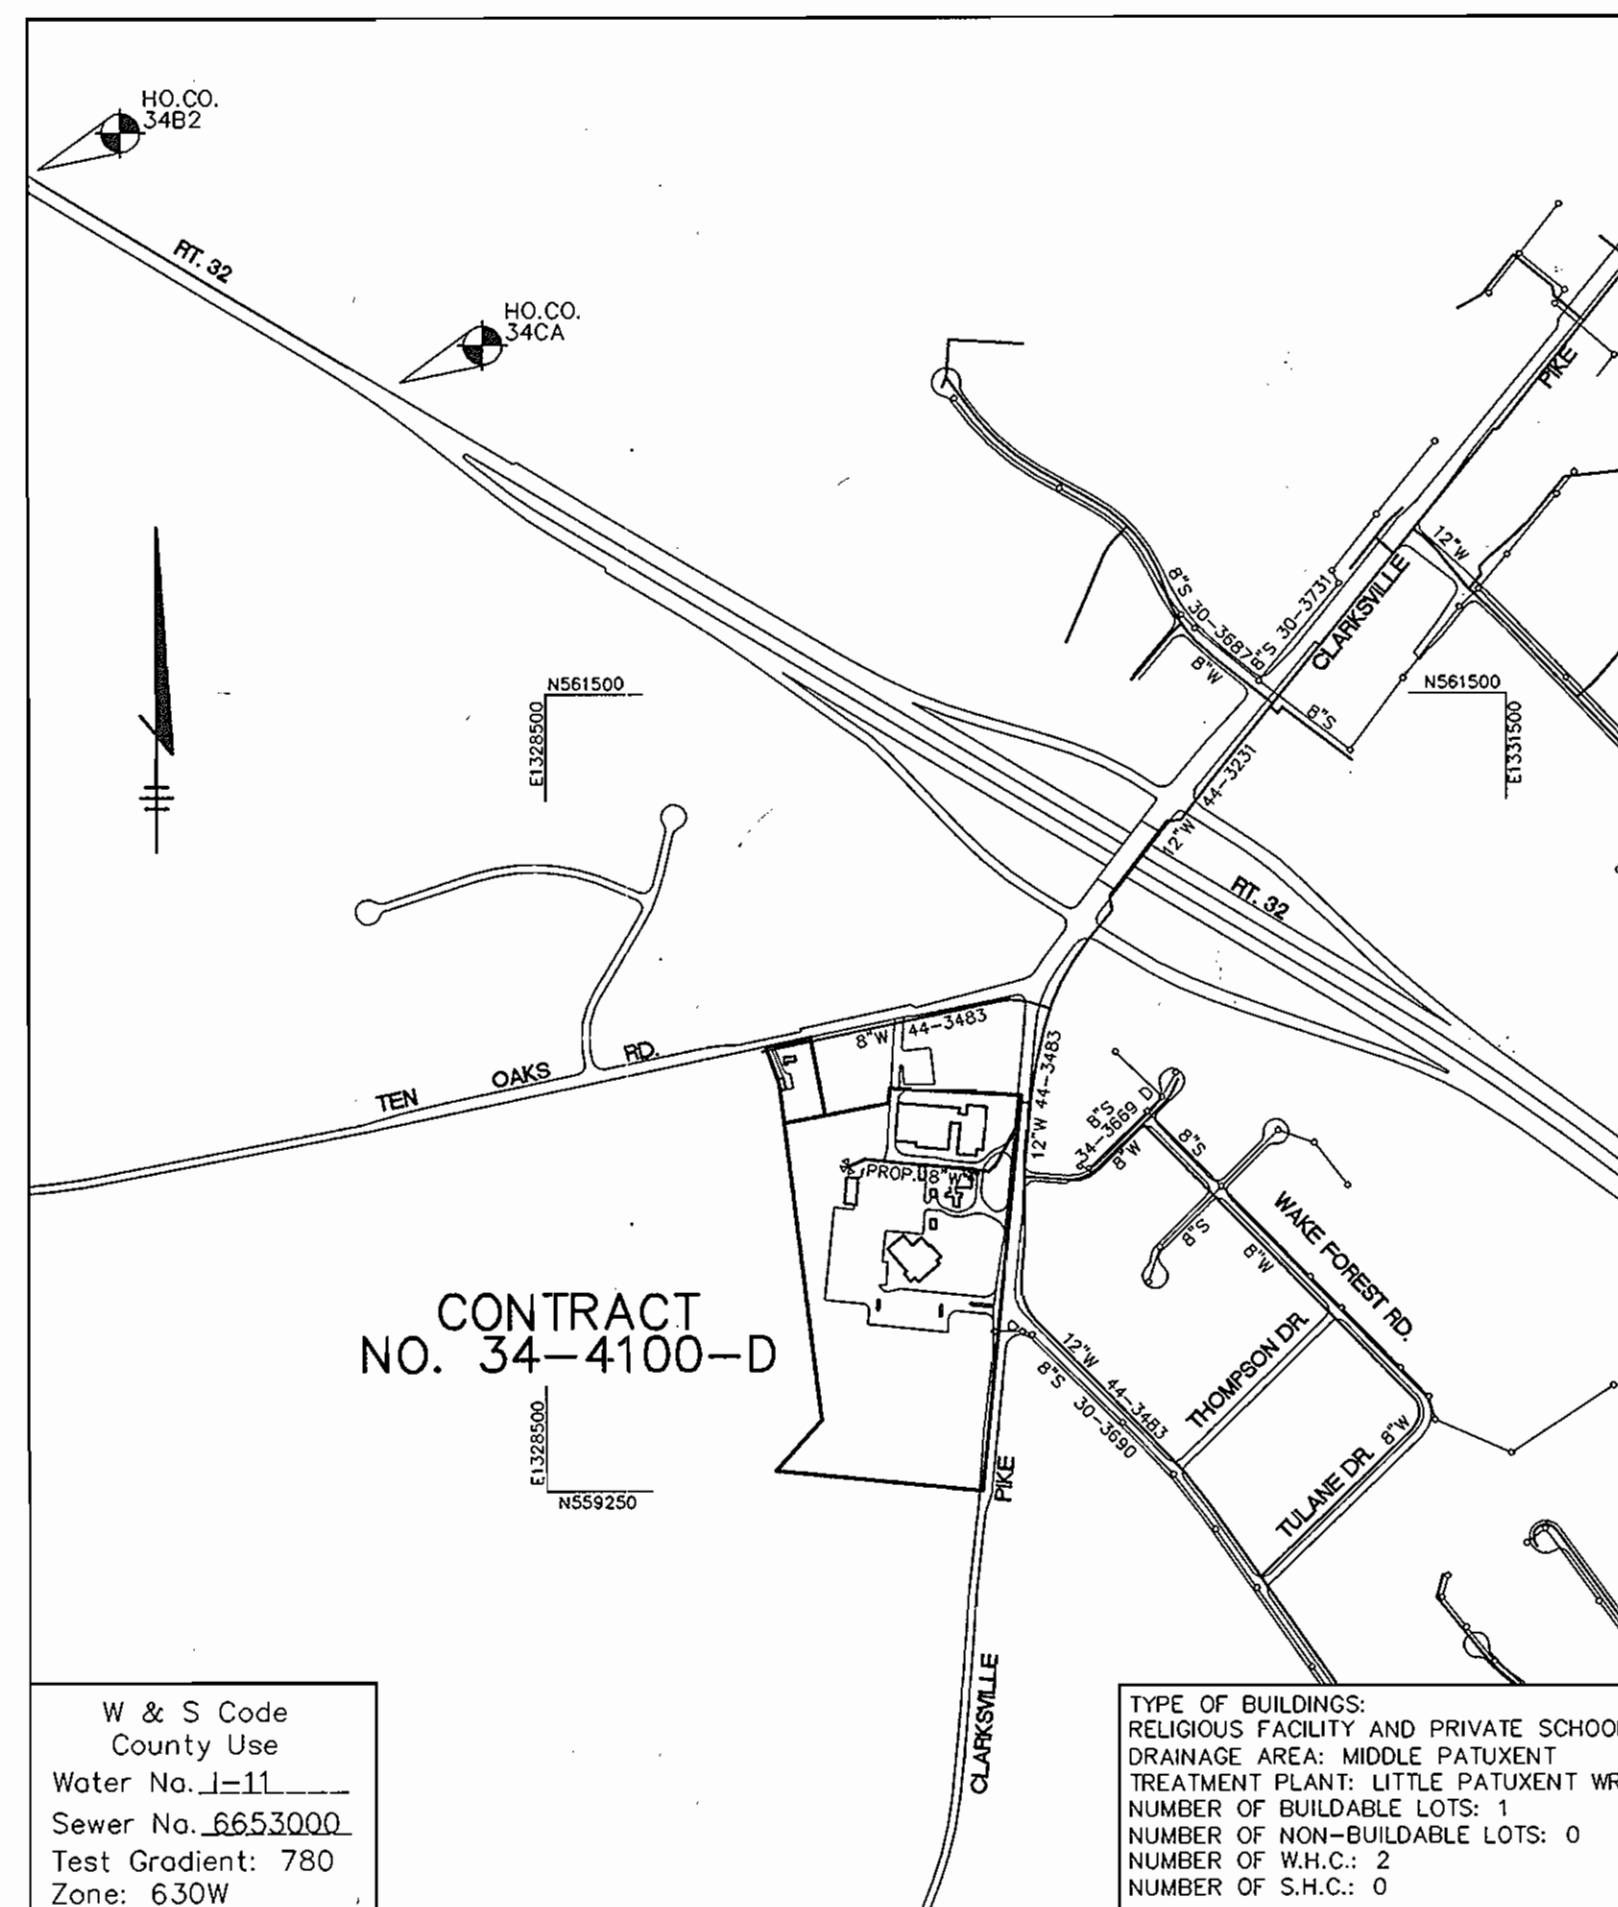 HO.CO.
34B2
RT. 32
HO.CO.
34CA
PIKE
12"W
8"S 30-3687
8"S 30-3731
CLARKSVILLE
8"W
8"S
N561500
E1328500
N561500
E1331500
44-3231
12"W
RT. 32
8"W 44-3483
12"W 44-3483
TEN OAKS RD.
8"S
34-3669 D
8"W
8"S
PROP. 8"W
8"S
8"W
WAKE FOREST RD.
CONTRACT
NO. 34-4100-D
12"W 44-3483
8"S 30-3690
THOMPSON DR.
8"W
TULANE DR.
E1328500
N559250
PIKE
CLARKSVILLE
W & S Code
County Use
Water No. I-11
Sewer No. 6653000
Test Gradient: 780
Zone: 630W
TYPE OF BUILDINGS:
RELIGIOUS FACILITY AND PRIVATE SCHOOL
DRAINAGE AREA: MIDDLE PATUXENT
TREATMENT PLANT: LITTLE PATUXENT WR
NUMBER OF BUILDABLE LOTS: 1
NUMBER OF NON-BUILDABLE LOTS: 0
NUMBER OF W.H.C.: 2
NUMBER OF S.H.C.: 0